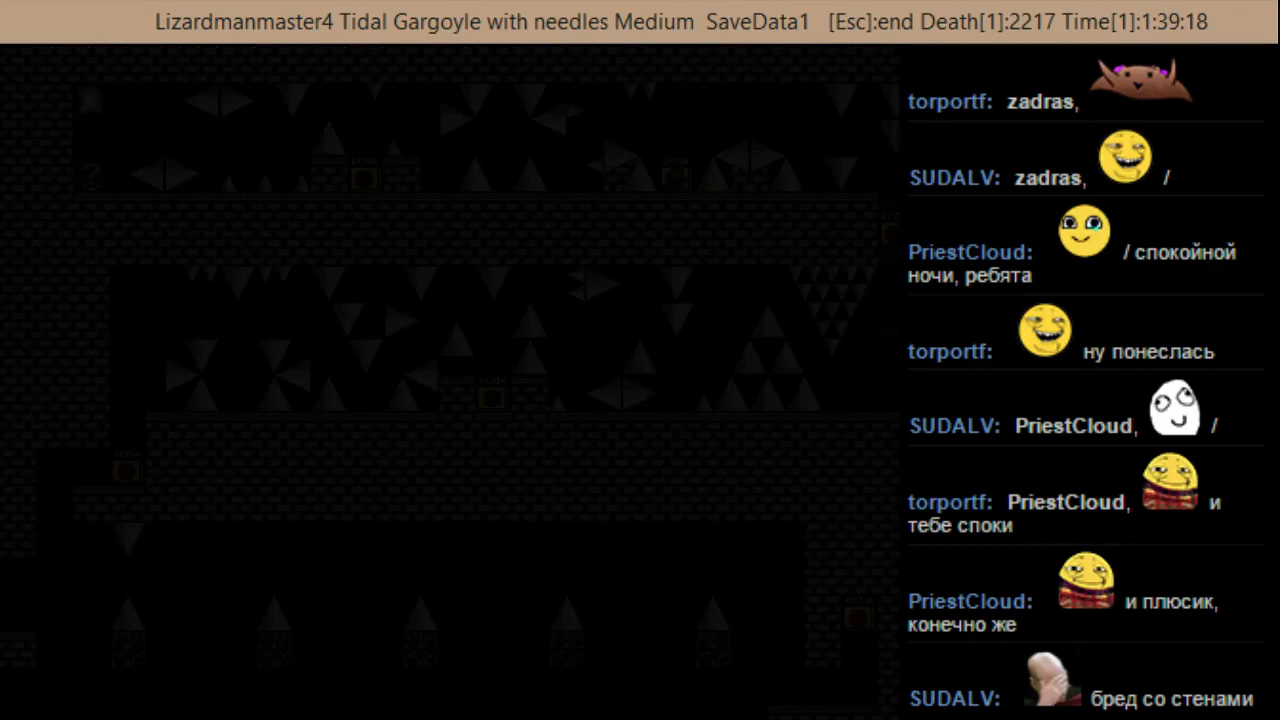 Lizardmanmaster4 Tidal Gargoyle with needles Medium SaveData1 [Esc]:end Death[1]:2217 Time[1]:1:39:18
torportf: zadras,
SUDALV: zadras, /
PriestCloud: / спокойной
ночи, ребята
torportf: ну понеслась
SUDALV: PriestCloud, /
torportf: PriestCloud, и
тебе споки
PriestCloud: и плюсик,
конечно же
SUDALV: бред со стенами